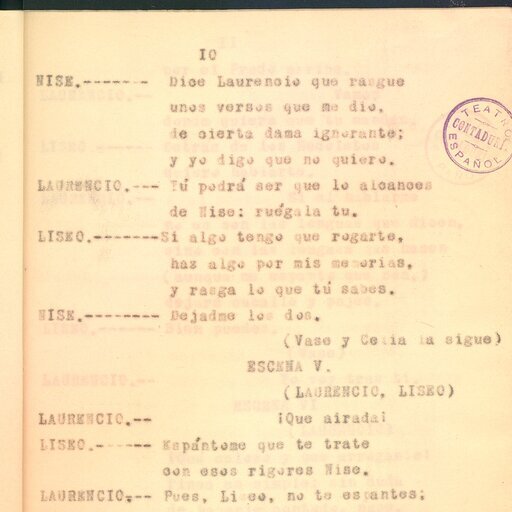 10
NISE.------- Dice Laurencio que rasgue
unos versos que me dio,
de cierta dama ignorante;
y yo digo que no quiero.
TEATRO ESPAÑOL
CONTADURI
LAURENCIO.--- Tú podrá ser que lo alcances
de Nise: ruégala tu.
LISEO.-------Si algo tengo que rogarte,
haz algo por mis memorias,
y rasga lo que tú sabes.
NISE.-------- Dejadme los dos.
(Vase y Celia la sigue)
ESCENA V.
(LAURENCIO, LISEO)
LAURENCIO.-- ¡Que airada!
LISEO.------ Espántome que te trate
con esos rigores Nise.
LAURENCIO.--- Pues, Liseo, no te espantes;